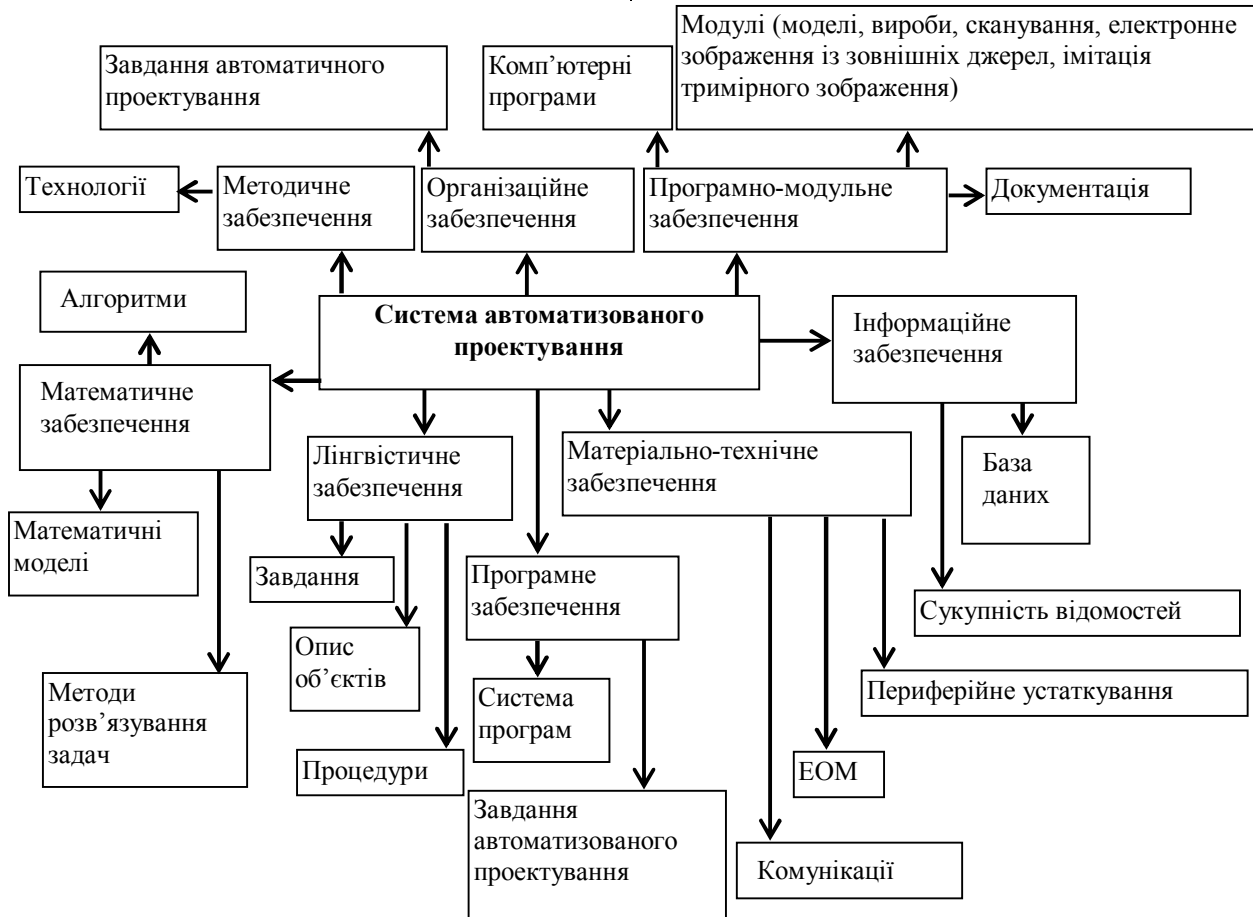 Модулі (моделі, вироби, сканування, електронне
зображення із зовнішніх джерел, імітація
тримірного зображення)
Завдання автоматичного
проектування
Комп’ютерні
програми
Технології
Методичне
забезпечення
Організаційне
забезпечення
Програмно-модульне
забезпечення
Документація
Алгоритми
Система автоматизованого
проектування
Інформаційне
забезпечення
Математичне
забезпечення
Лінгвістичне
забезпечення
Матеріально-технічне
забезпечення
База
даних
Математичні
моделі
Завдання
Програмне
забезпечення
Сукупність відомостей
Опис
об’єктів
Методи
розв’язування
задач
Система
програм
Периферійне устаткування
Процедури
ЕОМ
Завдання
автоматизованого
проектування
Комунікації